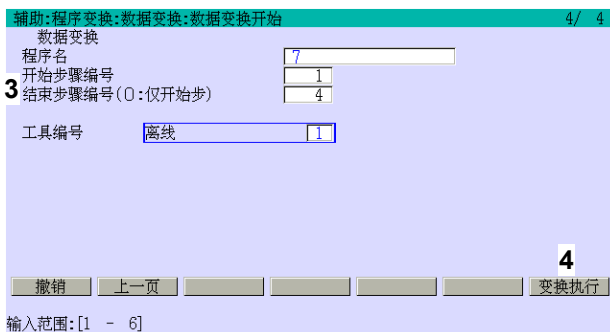 辅助:程序变换:数据变换:数据变换开始 4/ 4
数据变换
程序名 7
开始步骤编号 1
3 结束步骤编号(0:仅开始步) 4
工具编号 离线 1
4
撤销 上一页 变换执行
输入范围:[1 - 6]